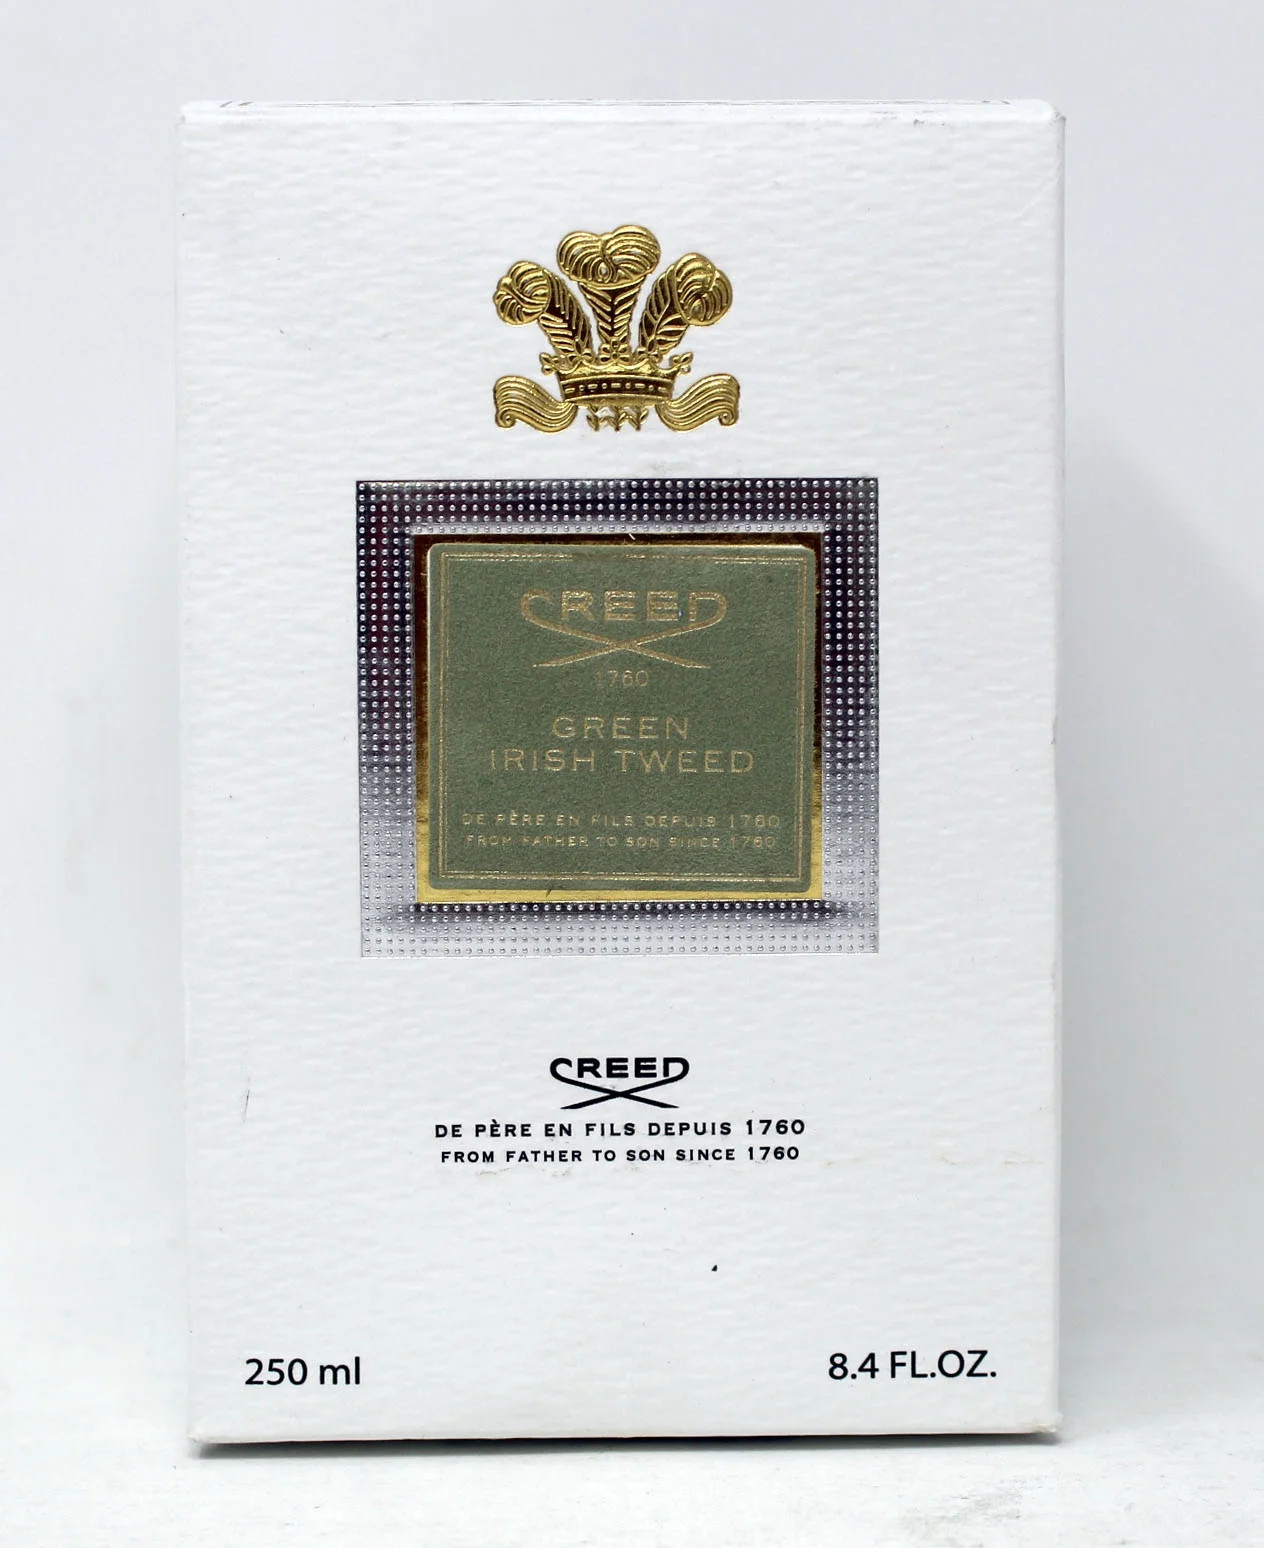 CREED
1760
GREEN
IRISH TWEED
DE PÈRE EN FILS DEPUIS 1760
FROM FATHER TO SON SINCE 1760
CREED
DE PÈRE EN FILS DEPUIS 1760
FROM FATHER TO SON SINCE 1760
250 ml
8.4 FL.OZ.